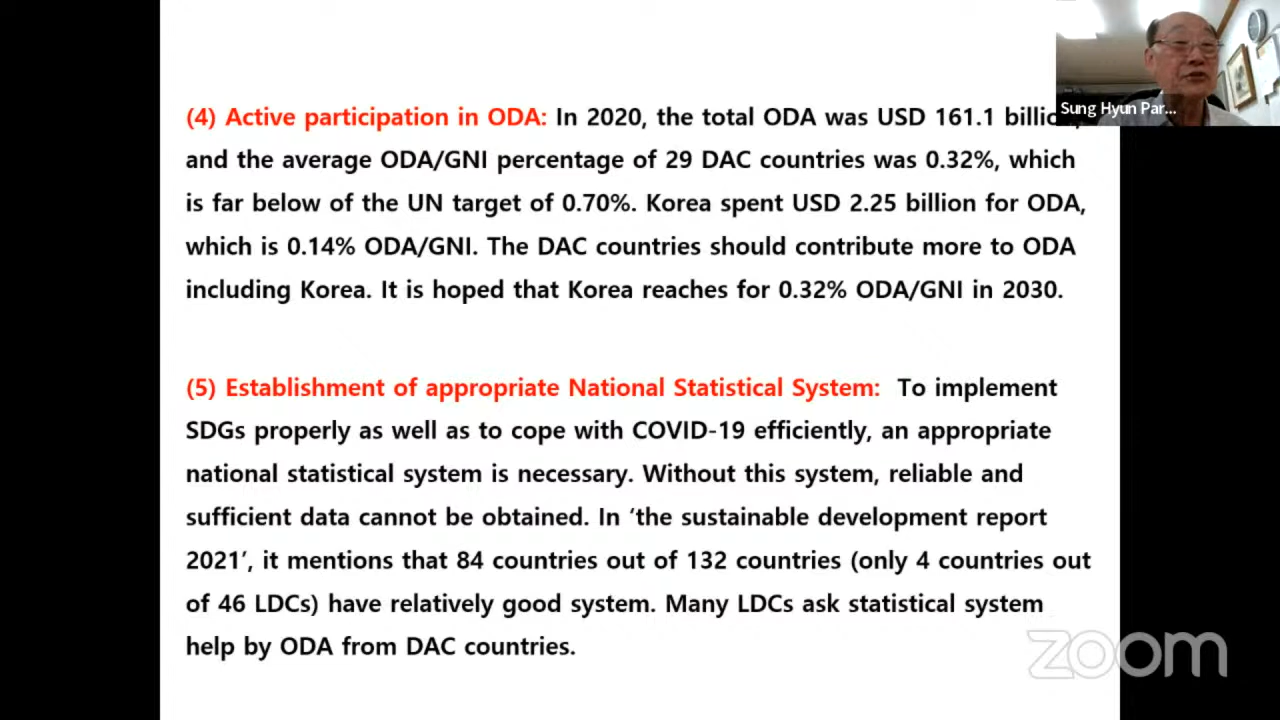 (4) Active participation in ODA: In 2020, the total ODA was USD 161.1
and the average ODA/GNI percentage of 29 DAC countries was 0.32%, which
is far below of the UN target of 0.70%. Korea spent USD 2.25 billion for ODA,
which is 0.14% ODA/GNI. The DAC countries should contribute more to ODA
including Korea. It is hoped that Korea reaches for 0.32% ODA/GNI in 2030.
(5) Establishment of appropriate National Statistical System: To implement
SDGs properly as well as to cope with COVID-19 efficiently, an appropriate
national statistical system is necessary. Without this system, reliable and
sufficient data cannot be obtained. In ‘the sustainable development report
2021’, it mentions that 84 countries out of 132 countries (only 4 countries out
of 46 LDCs) have relatively good system. Many LDCs ask statistical system
help by ODA from DAC countries.
Sung Hyun Par...
zoom